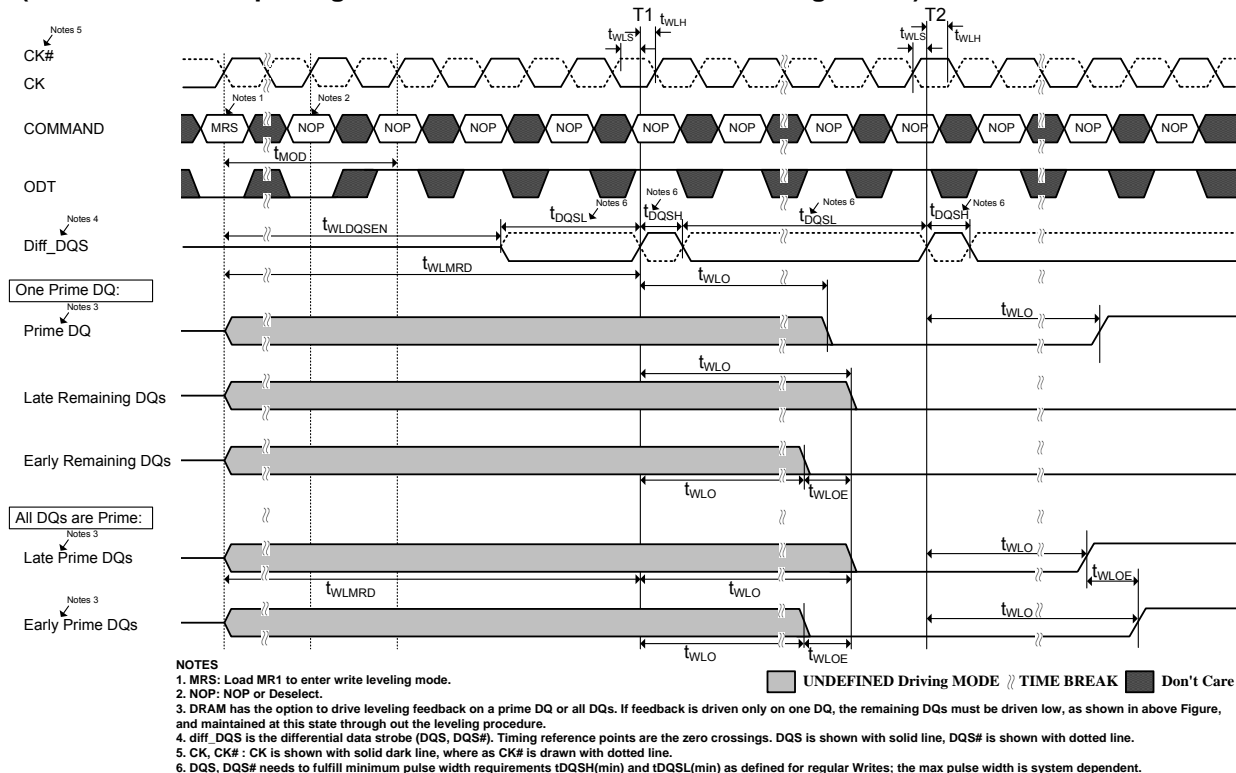 T1 T2
Notes 5
CK#
CK
tWLS tWLH tWLS tWLH
Notes 1 Notes 2
COMMAND MRS NOP NOP NOP NOP NOP NOP NOP NOP NOP NOP NOP
tMOD
ODT
Notes 4
Diff_DQS
tWLDQSEN tDQSL Notes 6 tDQSH Notes 6 tDQSL Notes 6 tDQSH Notes 6
tWLMRD tWLO
One Prime DQ:
Notes 3
Prime DQ
tWLO
tWLO
Late Remaining DQs
Early Remaining DQs
tWLO tWLOE
All DQs are Prime:
Notes 3
Late Prime DQs
tWLO tWLOE
tWLMRD tWLO
Notes 3
Early Prime DQs
tWLO
tWLO tWLOE
NOTES
1. MRS: Load MR1 to enter write leveling mode.
2. NOP: NOP or Deselect.
UNDEFINED Driving MODE TIME BREAK Don't Care
3. DRAM has the option to drive leveling feedback on a prime DQ or all DQs. If feedback is driven only on one DQ, the remaining DQs must be driven low, as shown in above Figure,
and maintained at this state through out the leveling procedure.
4. diff_DQS is the differential data strobe (DQS, DQS#). Timing reference points are the zero crossings. DQS is shown with solid line, DQS# is shown with dotted line.
5. CK, CK# : CK is shown with solid dark line, where as CK# is drawn with dotted line.
6. DQS, DQS# needs to fulfill minimum pulse width requirements tDQSH(min) and tDQSL(min) as defined for regular Writes; the max pulse width is system dependent.